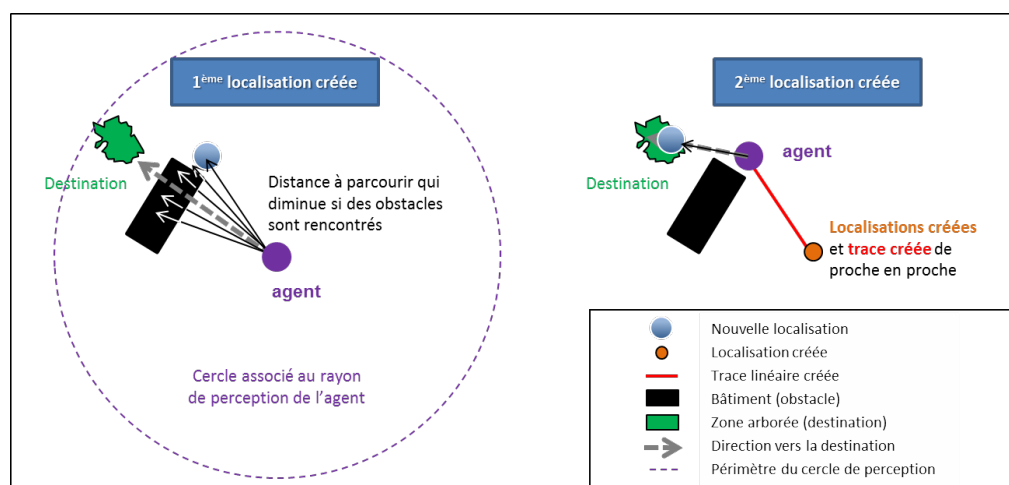 1ème localisation créée
Destination
Distance à parcourir qui
diminue si des obstacles
sont rencontrés
agent
Cercle associé au rayon
de perception de l'agent
2ème localisation créée
agent
Destination
Localisations créées
et trace créée de
proche en proche
Nouvelle localisation
Localisation créée
Trace linéaire créée
Bâtiment (obstacle)
Zone arborée (destination)
Direction vers la destination
Périmètre du cercle de perception